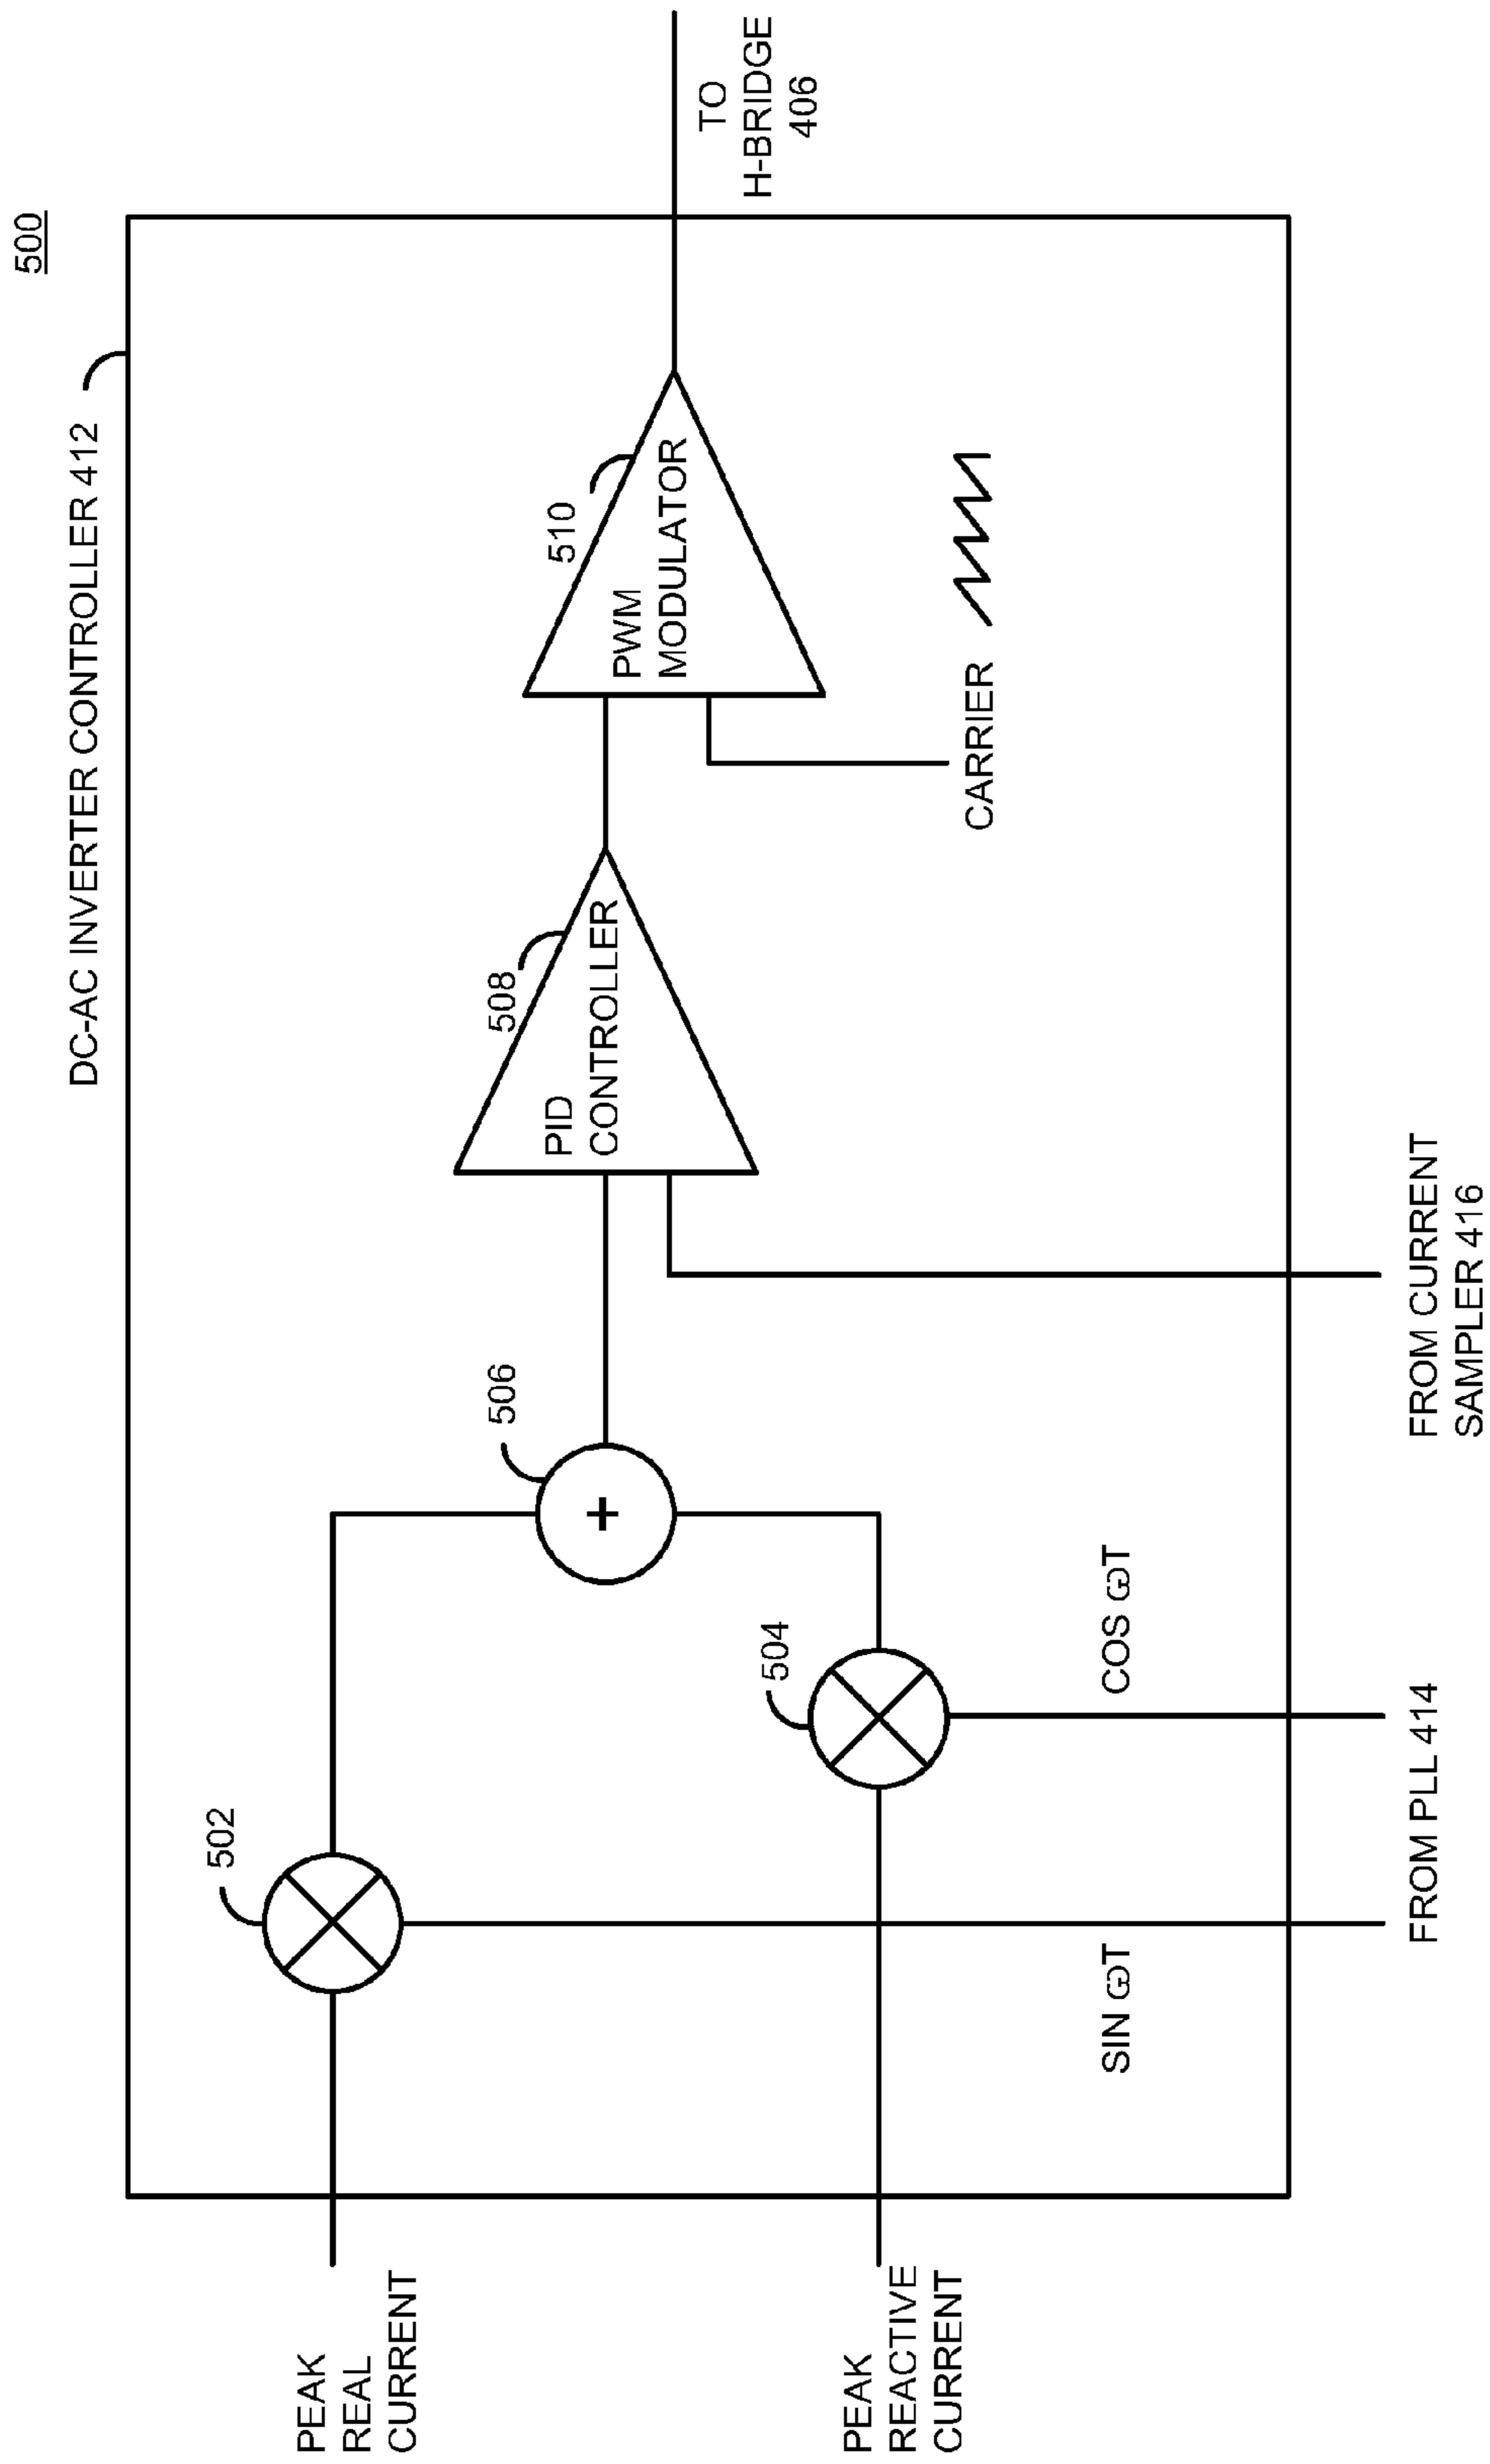 500
DC-AC INVERTER CONTROLLER 412
PEAK
REAL
CURRENT
502
506
508
PID
CONTROLLER
510
PWM
MODULATOR
TO
H-BRIDGE
406
+
504
PEAK
REACTIVE
CURRENT
CARRIER
SIN ωT
COS ωT
FROM PLL 414
FROM CURRENT
SAMPLER 416